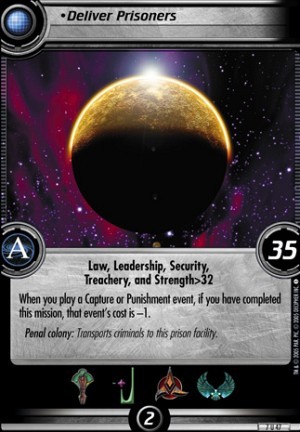 •Deliver Prisoners
A
35
Law, Leadership, Security,
Treachery, and Strength>32
When you play a Capture or Punishment event, if you have completed
this mission, that event's cost is –1.
Penal colony: Transports criminals to this prison facility.
2